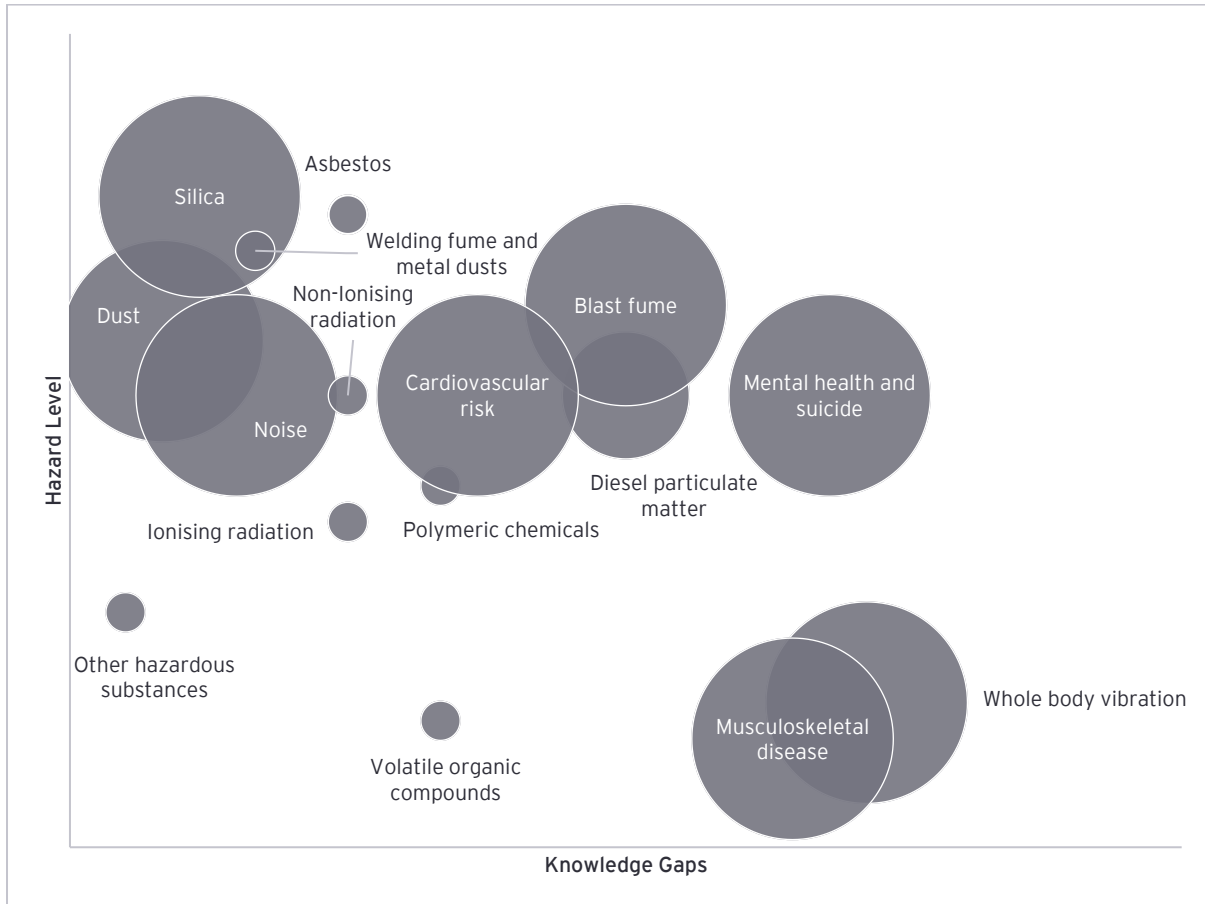 Asbestos
Silica
Welding fume and
metal dusts
Non-Ionising
radiation
Dust
Blast fume
Cardiovascular
risk
Mental health and
suicide
Noise
Hazard Level
Diesel particulate
matter
Ionising radiation
Polymeric chemicals
Other hazardous
substances
Whole body vibration
Musculoskeletal
disease
Volatile organic
compounds
Knowledge Gaps